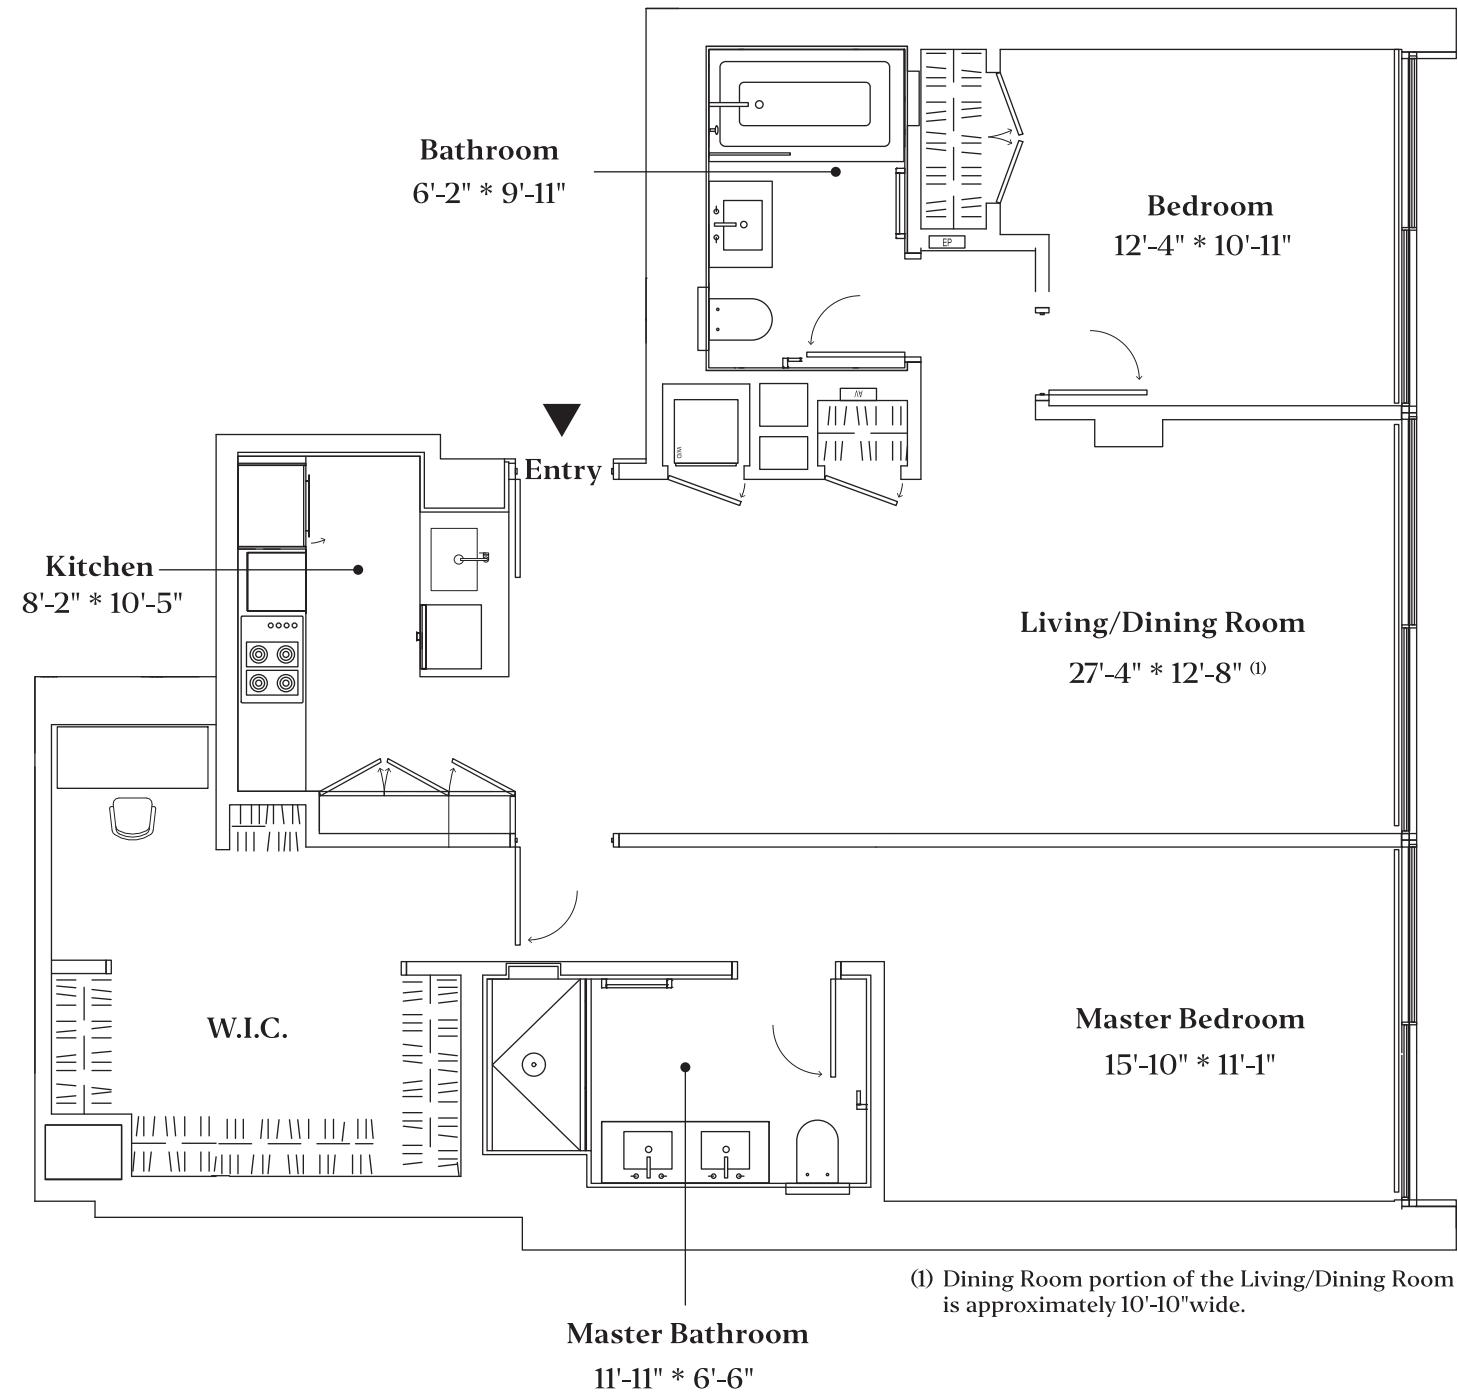 Bathroom
6'-2" * 9'-11"
Bedroom
12'-4" * 10'-11"
EP
AV
W/D
Entry
Kitchen
8'-2" * 10'-5"
Living/Dining Room
27'-4" * 12'-8" (1)
W.I.C.
Master Bedroom
15'-10" * 11'-1"
(1) Dining Room portion of the Living/Dining Room
is approximately 10'-10"wide.
Master Bathroom
11'-11" * 6'-6"